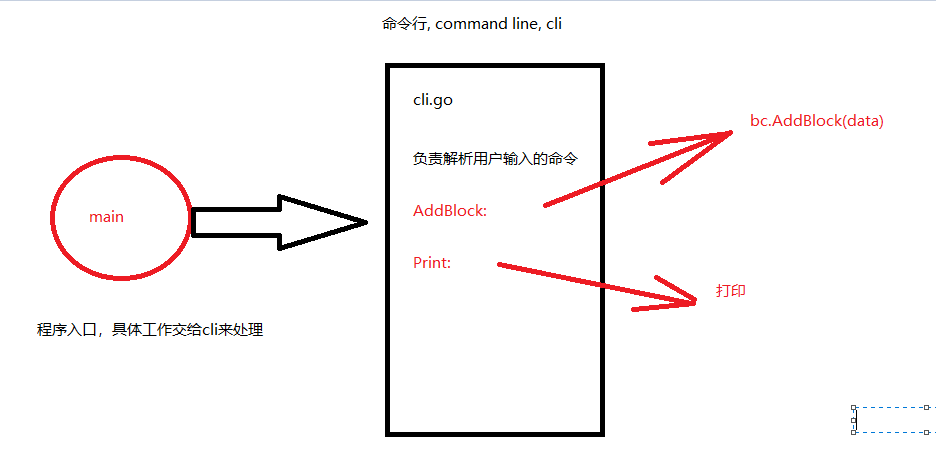 命令行, command line, cli
cli.go
负责解析用户输入的命令
bc.AddBlock(data)
main
AddBlock:
Print:
打印
程序入口，具体工作交给cli来处理